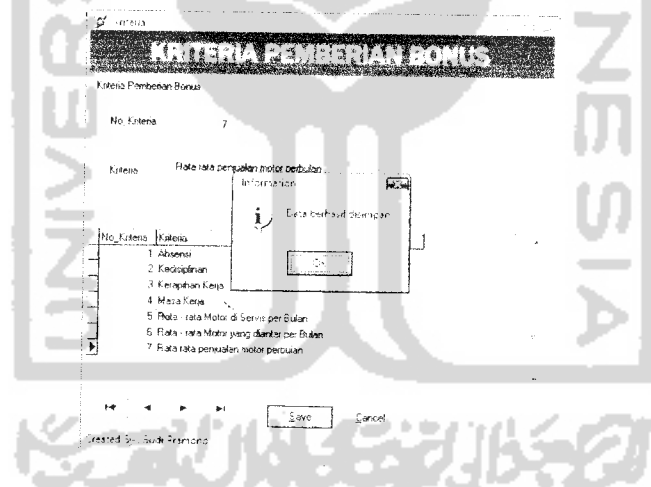 Kriteria
KRITERIA PEMBERIAN BONUS
Kriteria Pemberian Bonus
No_Kriteria 7
Kriteria Rata rata penjualan motor perbulan
Information
Data berhasil disimpan
OK
No_Kriteria Kriteria
1 Absensi
2 Kedisiplinan
3 Kerapihan Kerja
4 Masa Kerja
5 Rata - rata Motor di Servis per Bulan
6 Rata - rata Motor yang diantar per Bulan
7 Rata rata penjualan motor perbulan
Save Cancel
Created By : Budi Pramono